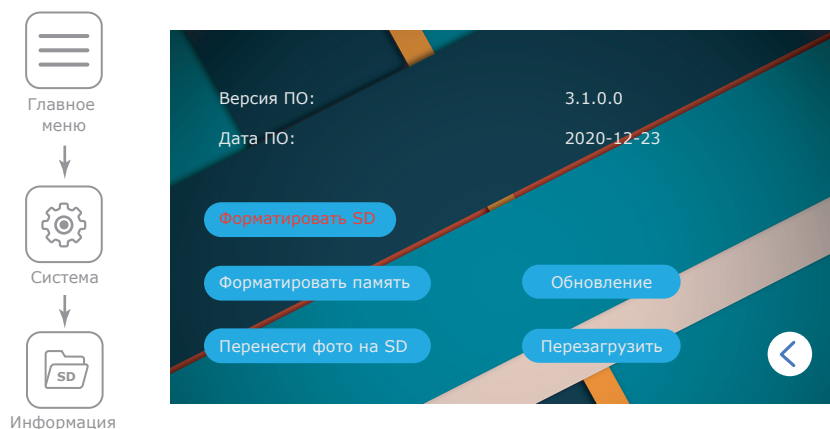 Главное
меню
Система
SD
Информация
Версия ПО: 3.1.0.0
Дата ПО: 2020-12-23
Форматировать SD
Форматировать память Обновление
Перенести фото на SD Перезагрузить